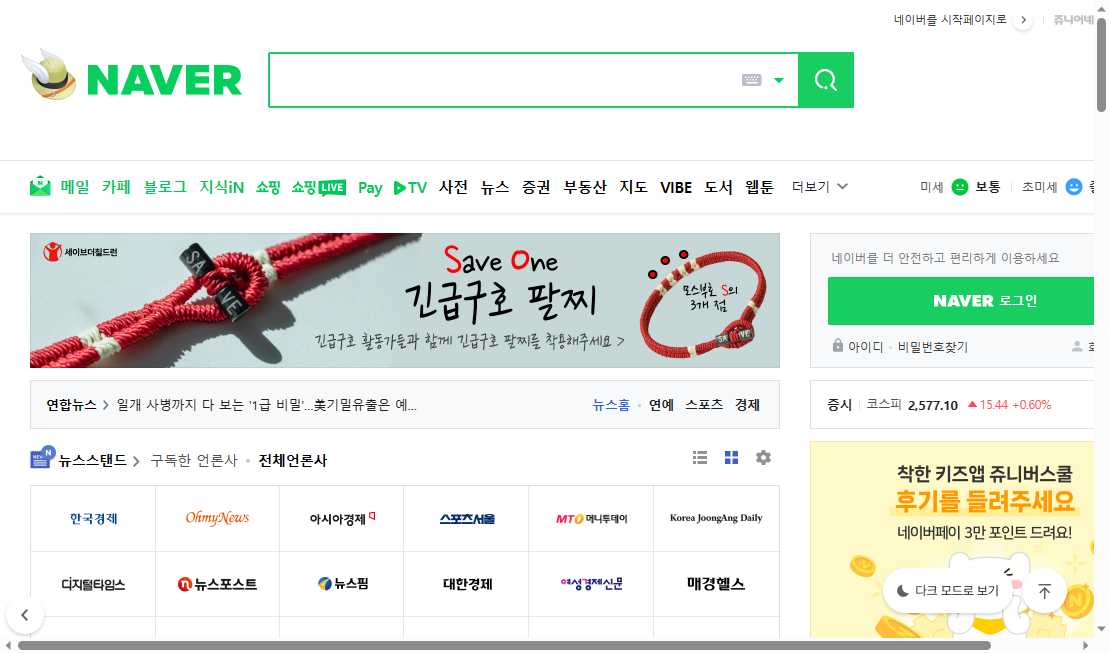 네이버를 시작페이지로
쥬니어네
NAVER
메일 카페 블로그 지식iN 쇼핑 쇼핑LIVE Pay TV 사전 뉴스 증권 부동산 지도 VIBE 도서 웹툰 더보기
미세 보통 초미세
세이브더칠드런
SA VE
Save One
긴급구호 팔찌
긴급구호 활동가들과 함께 긴급구호 팔찌를 착용해주세요 >
모스부호 S의
3개 점
SA VE
네이버를 더 안전하고 편리하게 이용하세요
NAVER 로그인
아이디 · 비밀번호찾기
연합뉴스 > 일개 사병까지 다 보는 '1급 비밀'...美기밀유출은 예...
뉴스홈 · 연예 스포츠 경제
증시 코스피 2,577.10 ▲ 15.44 +0.60%
NEW N
뉴스스탠드 > 구독한 언론사 · 전체언론사
한국경제 OhmyNews 아시아경제 스포츠서울 MTO 머니투데이 Korea JoongAng Daily
디지털타임스 뉴스포스트 뉴스핌 대한경제 여성경제신문 매경헬스
착한 키즈앱 쥬니버스쿨
후기를 들려주세요
네이버페이 3만 포인트 드려요!
다크 모드로 보기
N